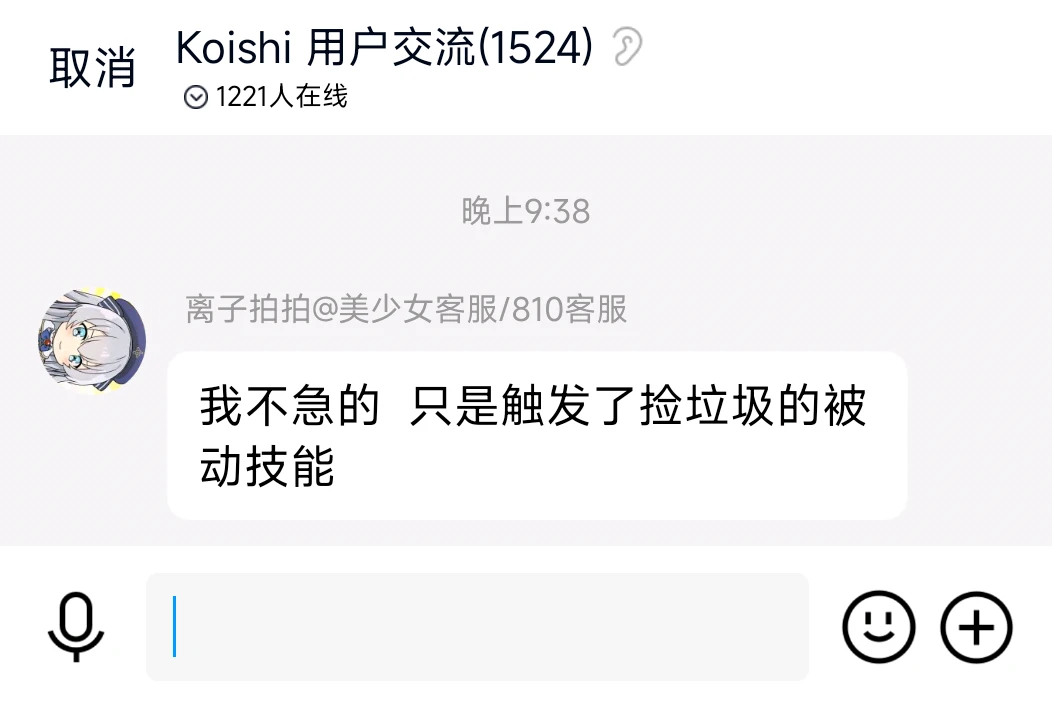 取消
Koishi 用户交流(1524)
1221人在线
晚上9:38
离子拍拍@美少女客服/810客服
我不急的  只是触发了捡垃圾的被
动技能